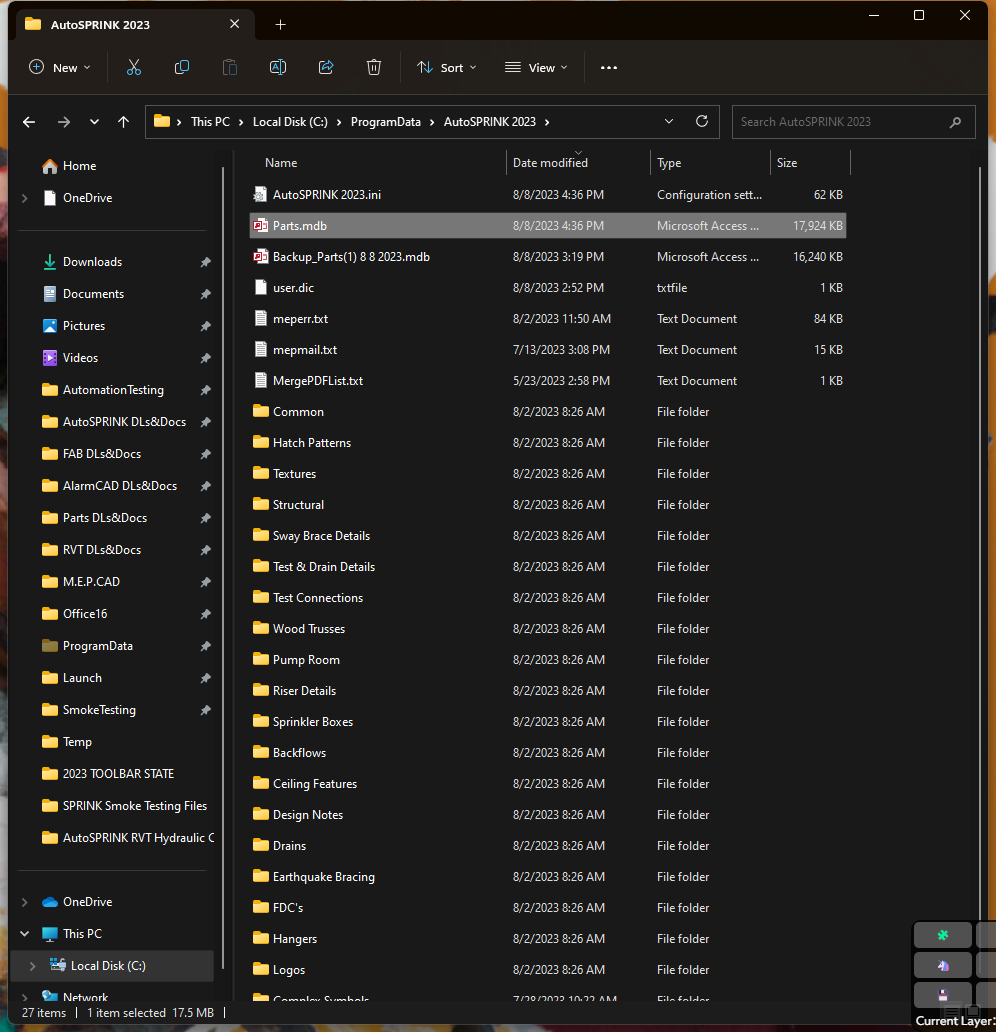 AutoSPRINK 2023
New
Sort
View
This PC
Local Disk (C:)
ProgramData
AutoSPRINK 2023
Search AutoSPRINK 2023
Home
OneDrive
Downloads
Documents
Pictures
Videos
AutomationTesting
AutoSPRINK DLs&Docs
FAB DLs&Docs
AlarmCAD DLs&Docs
Parts DLs&Docs
RVT DLs&Docs
M.E.P.CAD
Office16
ProgramData
Launch
SmokeTesting
Temp
2023 TOOLBAR STATE
SPRINK Smoke Testing Files
AutoSPRINK RVT Hydraulic C
OneDrive
This PC
Local Disk (C:)
Network
Name Date modified Type Size
AutoSPRINK 2023.ini 8/8/2023 4:36 PM Configuration sett... 62 KB
Parts.mdb 8/8/2023 4:36 PM Microsoft Access ... 17,924 KB
Backup_Parts(1) 8 8 2023.mdb 8/8/2023 3:19 PM Microsoft Access ... 16,240 KB
user.dic 8/8/2023 2:52 PM txtfile 1 KB
meperr.txt 8/2/2023 11:50 AM Text Document 84 KB
mepmail.txt 7/13/2023 3:08 PM Text Document 15 KB
MergePDFList.txt 5/23/2023 2:58 PM Text Document 1 KB
Common 8/2/2023 8:26 AM File folder
Hatch Patterns 8/2/2023 8:26 AM File folder
Textures 8/2/2023 8:26 AM File folder
Structural 8/2/2023 8:26 AM File folder
Sway Brace Details 8/2/2023 8:26 AM File folder
Test & Drain Details 8/2/2023 8:26 AM File folder
Test Connections 8/2/2023 8:26 AM File folder
Wood Trusses 8/2/2023 8:26 AM File folder
Pump Room 8/2/2023 8:26 AM File folder
Riser Details 8/2/2023 8:26 AM File folder
Sprinkler Boxes 8/2/2023 8:26 AM File folder
Backflows 8/2/2023 8:26 AM File folder
Ceiling Features 8/2/2023 8:26 AM File folder
Design Notes 8/2/2023 8:26 AM File folder
Drains 8/2/2023 8:26 AM File folder
Earthquake Bracing 8/2/2023 8:26 AM File folder
FDC's 8/2/2023 8:26 AM File folder
Hangers 8/2/2023 8:26 AM File folder
Logos 8/2/2023 8:26 AM File folder
Complex Symbols 7/28/2023 10:22 AM File folder
27 items 1 item selected 17.5 MB
Current Layer: